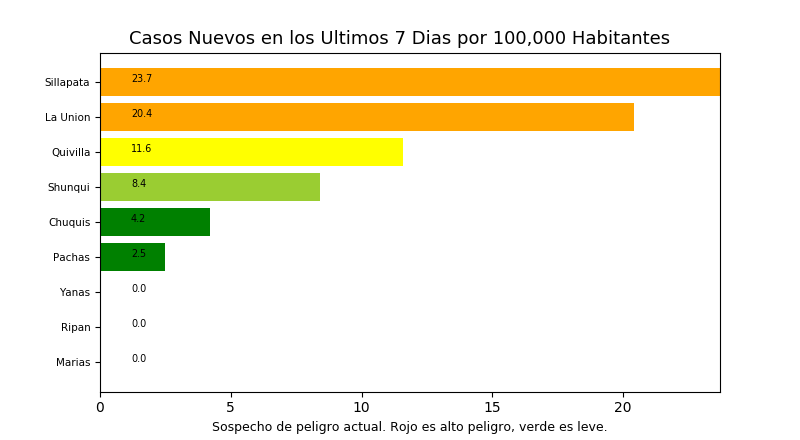 Casos Nuevos en los Ultimos 7 Dias por 100,000 Habitantes
Sillapata 23.7
La Union 20.4
Quivilla 11.6
Shunqui 8.4
Chuquis 4.2
Pachas 2.5
Yanas 0.0
Ripan 0.0
Marias 0.0
0 5 10 15 20
Sospecho de peligro actual. Rojo es alto peligro, verde es leve.